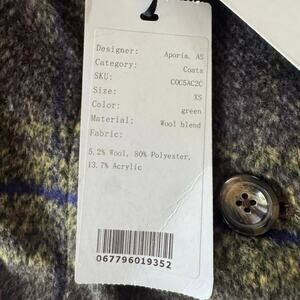 Designer: Aporia. AS
Category: Coats
SKU: COC5AC2C
Size: XS
Color: green
Material: Wool blend
Fabric:
5.2% Wool, 80% Polyester,
13.7% Acrylic
067796019352